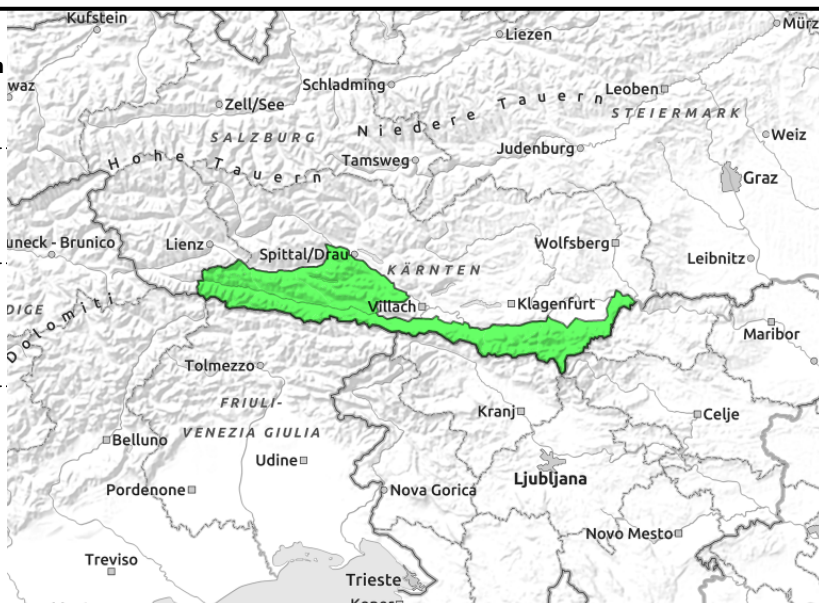 Kufstein
Mürz
Liezen
n
waz
Schladming
Leoben
Zell/See
Niedere Tauern
STEIERMARK
SALZBURG
Weiz
Judenburg
Hohe Tauern
Tamsweg
Graz
uneck - Brunico
Lienz
Wolfsberg
Spittal/Drau
Leibnitz
KÄRNTEN
DIGE
Dolomiti
Villach
Klagenfurt
Maribor
Tolmezzo
FRIULI-
VENEZIA GIULIA
Kranj
Celje
Belluno
Udine
Ljubljana
Pordenone
Nova Gorica
Novo Mesto
Treviso
Trieste
Koper